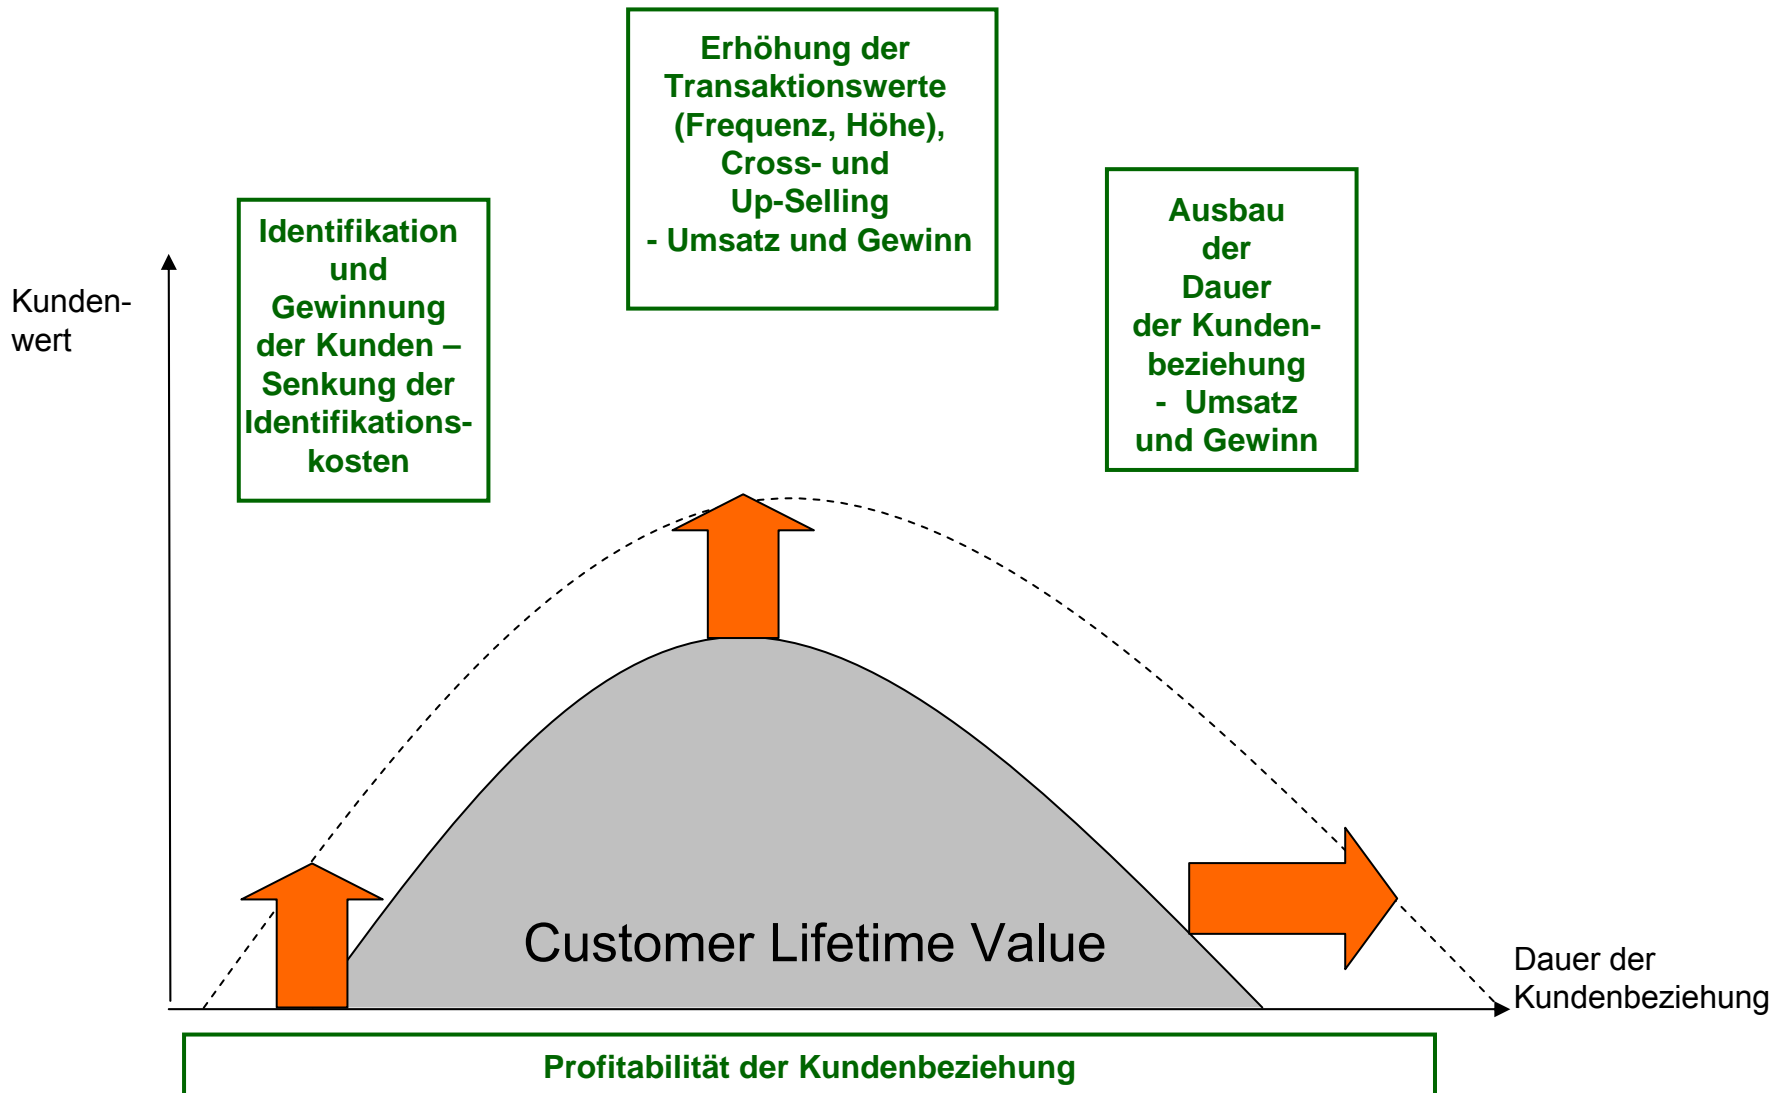 Erhöhung der
Transaktionswerte
(Frequenz, Höhe),
Cross- und
Up-Selling
- Umsatz und Gewinn
Identifikation
und
Gewinnung
der Kunden –
Senkung der
Identifikations-
kosten
Ausbau
der
Dauer
der Kunden-
beziehung
- Umsatz
und Gewinn
Kunden-
wert
Customer Lifetime Value
Dauer der
Kundenbeziehung
Profitabilität der Kundenbeziehung